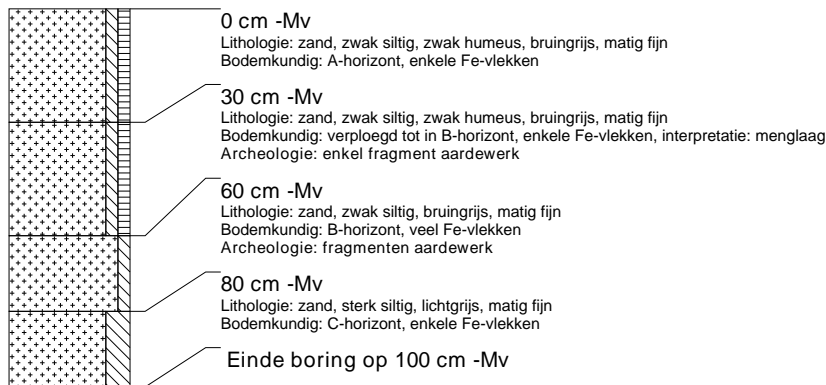 0 cm -Mv
Lithologie: zand, zwak siltig, zwak humeus, bruingrijs, matig fijn
Bodemkundig: A-horizont, enkele Fe-vlekken
30 cm -Mv
Lithologie: zand, zwak siltig, zwak humeus, bruingrijs, matig fijn
Bodemkundig: verploegd tot in B-horizont, enkele Fe-vlekken, interpretatie: menglaag
Archeologie: enkel fragment aardewerk
60 cm -Mv
Lithologie: zand, zwak siltig, bruingrijs, matig fijn
Bodemkundig: B-horizont, veel Fe-vlekken
Archeologie: fragmenten aardewerk
80 cm -Mv
Lithologie: zand, sterk siltig, lichtgrijs, matig fijn
Bodemkundig: C-horizont, enkele Fe-vlekken
Einde boring op 100 cm -Mv